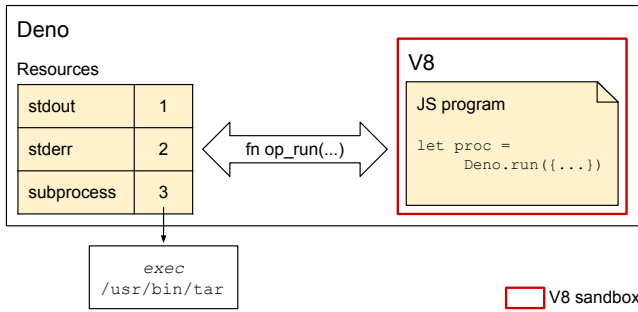 Deno
Resources
stdout 1
stderr 2
subprocess 3
fn op_run(...)
V8
JS program
let proc =
Deno.run({...})
exec
/usr/bin/tar
V8 sandbox